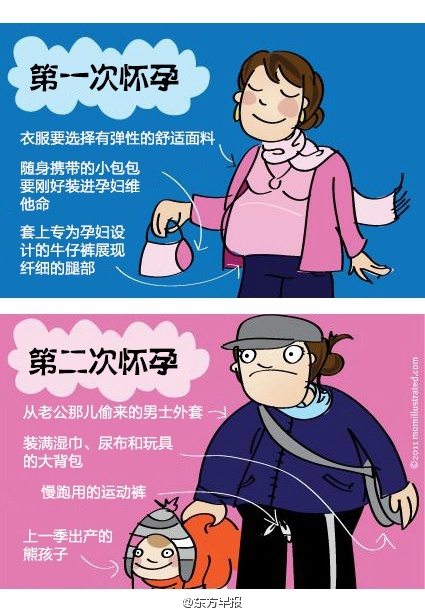 第一次怀孕
衣服要选择有弹性的舒适面料
随身携带的小包包
要刚好装进孕妇维
他命
套上专为孕妇设
计的牛仔裤展现
纤细的腿部
第二次怀孕
从老公那儿偷来的男士外套
装满湿巾、尿布和玩具
的大背包
慢跑用的运动裤
上一季出产的
熊孩子
©2011 momillustrated.com
@东方早报